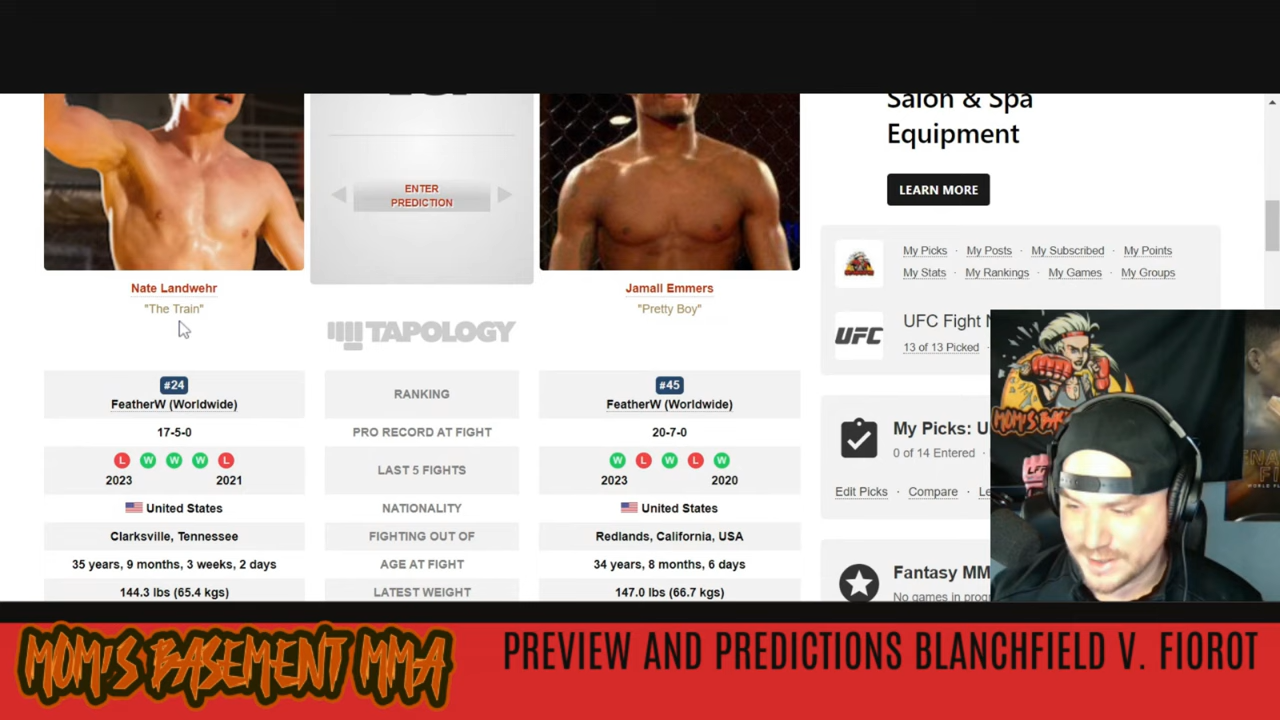 Salon & Spa
Equipment
LEARN MORE
ENTER
PREDICTION
Nate Landwehr
"The Train"
TAPOLOGY
Jamall Emmers
"Pretty Boy"
My Picks · My Posts · My Subscribed · My Points
My Stats · My Rankings · My Games · My Groups
UFC
UFC Fight N
13 of 13 Picked ·
#24
FeatherW (Worldwide)
RANKING
#45
FeatherW (Worldwide)
17-5-0
PRO RECORD AT FIGHT
20-7-0
L W W W L
2023 2021
LAST 5 FIGHTS
W L W L W
2023 2020
My Picks: U
0 of 14 Entered ·
Edit Picks · Compare · Le
United States
NATIONALITY
United States
Clarksville, Tennessee
FIGHTING OUT OF
Redlands, California, USA
35 years, 9 months, 3 weeks, 2 days
AGE AT FIGHT
34 years, 8 months, 6 days
144.3 lbs (65.4 kgs)
LATEST WEIGHT
147.0 lbs (66.7 kgs)
Fantasy MM
No games in prog
MOM'S BASEMENT MMA
PREVIEW AND PREDICTIONS BLANCHFIELD V. FIOROT